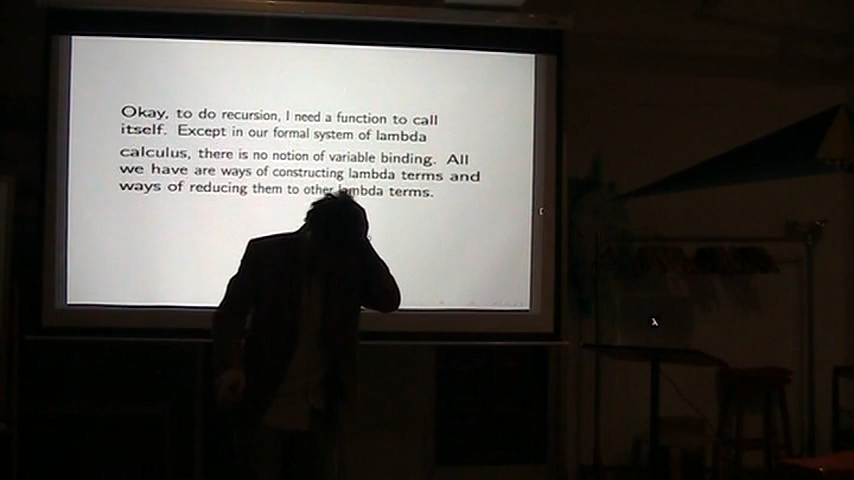 Okay, to do recursion, I need a function to call
itself. Except in our formal system of lambda
calculus, there is no notion of variable binding. All
we have are ways of constructing lambda terms and
ways of reducing them to other lambda terms.
λ